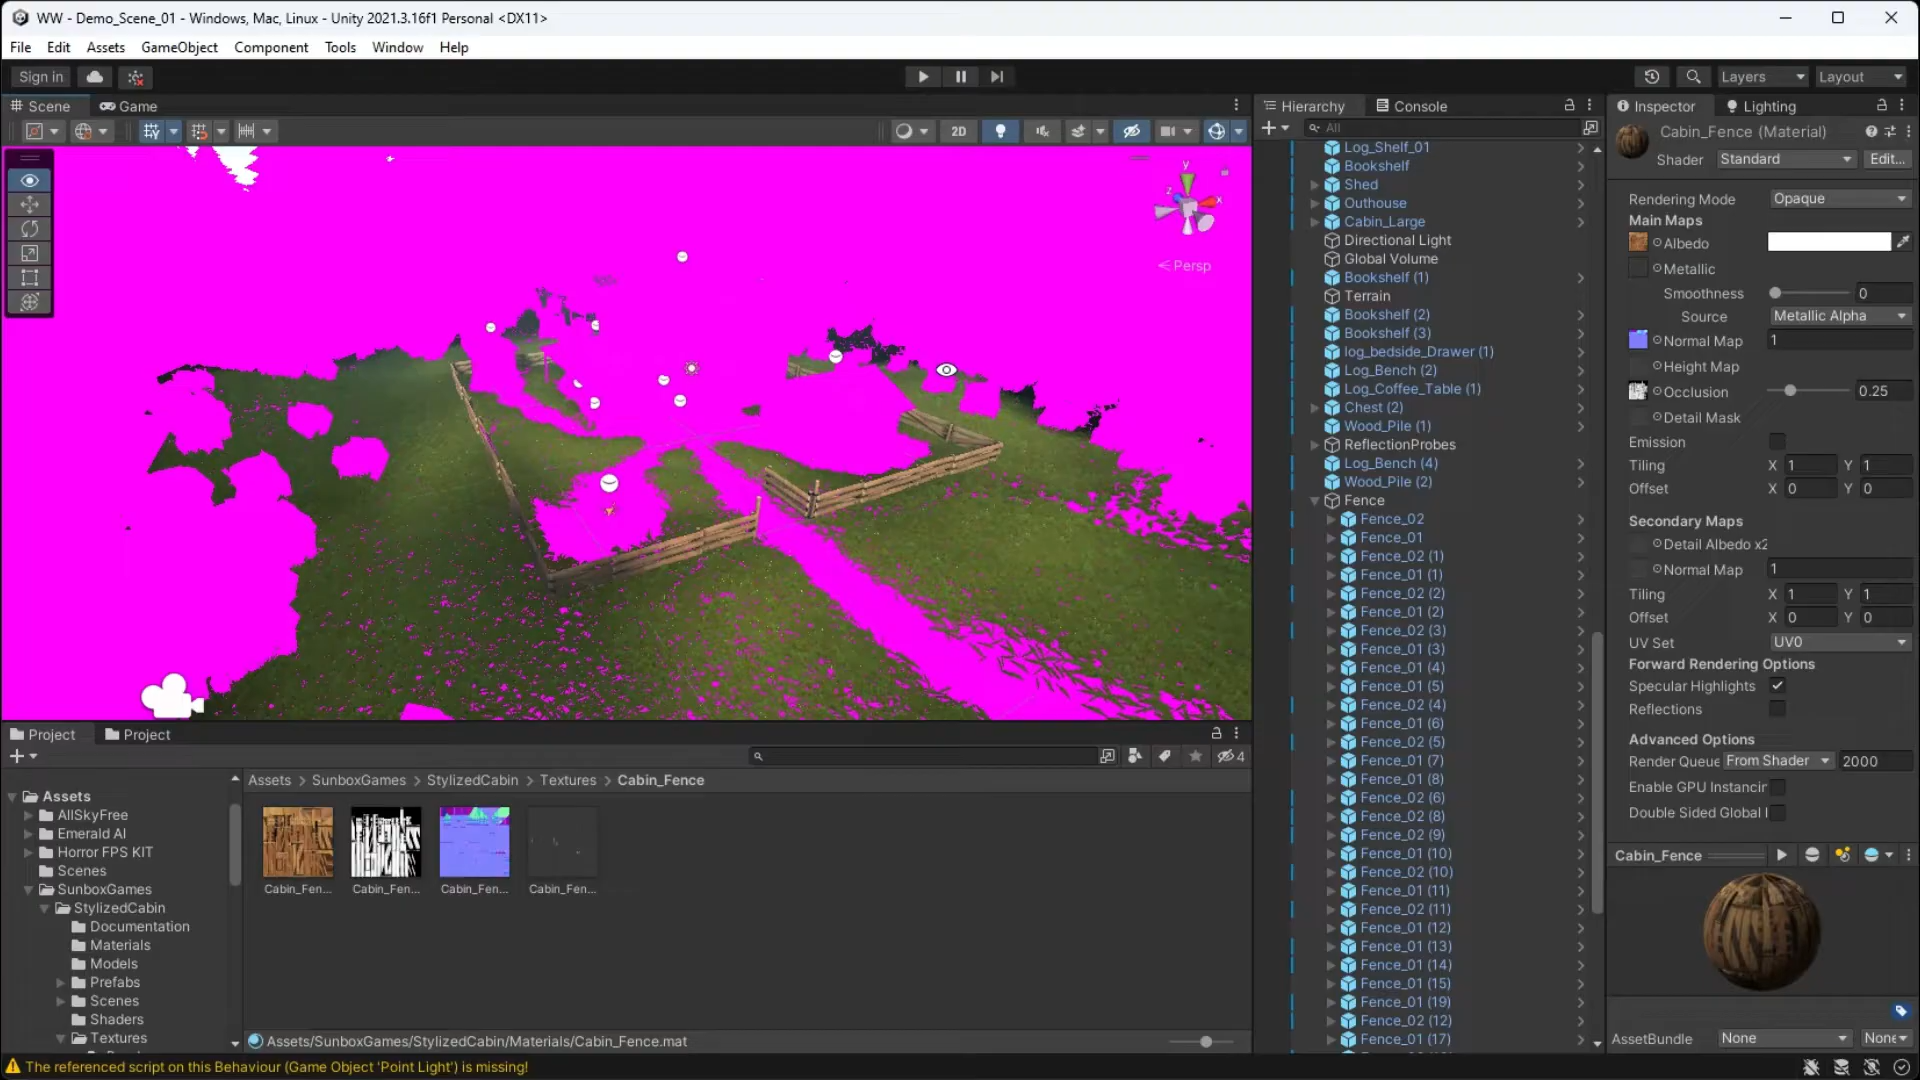 WW - Demo_Scene_01 - Windows, Mac, Linux - Unity 2021.3.16f1 Personal <DX11>
File Edit Assets GameObject Component Tools Window Help
Sign in
Layers
Layout
Scene
Game
2D
y
x
z
Persp
Hierarchy
Console
All
Log_Shelf_01
Bookshelf
Shed
Outhouse
Cabin_Large
Directional Light
Global Volume
Bookshelf (1)
Terrain
Bookshelf (2)
Bookshelf (3)
log_bedside_Drawer (1)
Log_Bench (2)
Log_Coffee_Table (1)
Chest (2)
Wood_Pile (1)
ReflectionProbes
Log_Bench (4)
Wood_Pile (2)
Fence
Fence_02
Fence_01
Fence_02 (1)
Fence_01 (1)
Fence_02 (2)
Fence_01 (2)
Fence_02 (3)
Fence_01 (3)
Fence_01 (4)
Fence_01 (5)
Fence_02 (4)
Fence_01 (6)
Fence_02 (5)
Fence_01 (7)
Fence_01 (8)
Fence_02 (6)
Fence_02 (8)
Fence_02 (9)
Fence_01 (10)
Fence_02 (10)
Fence_01 (11)
Fence_02 (11)
Fence_01 (12)
Fence_01 (13)
Fence_01 (14)
Fence_01 (15)
Fence_01 (19)
Fence_02 (12)
Fence_01 (17)
Inspector
Lighting
Cabin_Fence (Material)
Shader Standard Edit...
Rendering Mode Opaque
Main Maps
Albedo
Metallic
Smoothness 0
Source Metallic Alpha
Normal Map 1
Height Map
Occlusion 0.25
Detail Mask
Emission
Tiling X 1 Y 1
Offset X 0 Y 0
Secondary Maps
Detail Albedo x2
Normal Map 1
Tiling X 1 Y 1
Offset X 0 Y 0
UV Set UV0
Forward Rendering Options
Specular Highlights
Reflections
Advanced Options
Render Queue From Shader 2000
Enable GPU Instancin
Double Sided Global I
Cabin_Fence
AssetBundle None None
Project
Project
4
Assets > SunboxGames > StylizedCabin > Textures > Cabin_Fence
Assets
AllSkyFree
Emerald AI
Horror FPS KIT
Scenes
SunboxGames
StylizedCabin
Documentation
Materials
Models
Prefabs
Scenes
Shaders
Textures
Cabin_Fen... Cabin_Fen... Cabin_Fen... Cabin_Fen...
Assets/SunboxGames/StylizedCabin/Materials/Cabin_Fence.mat
The referenced script on this Behaviour (Game Object 'Point Light') is missing!